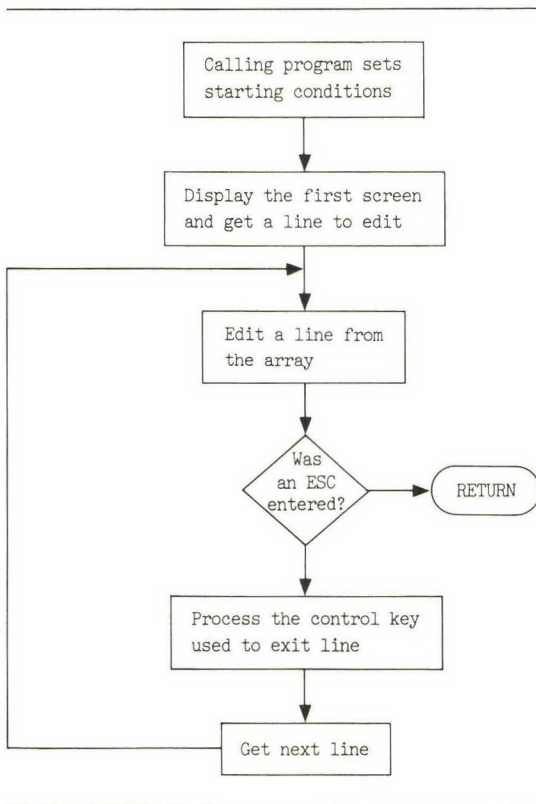 Calling program sets
starting conditions
Display the first screen
and get a line to edit
Edit a line from
the array
Was
an ESC
entered?
RETURN
Process the control key
used to exit line
Get next line